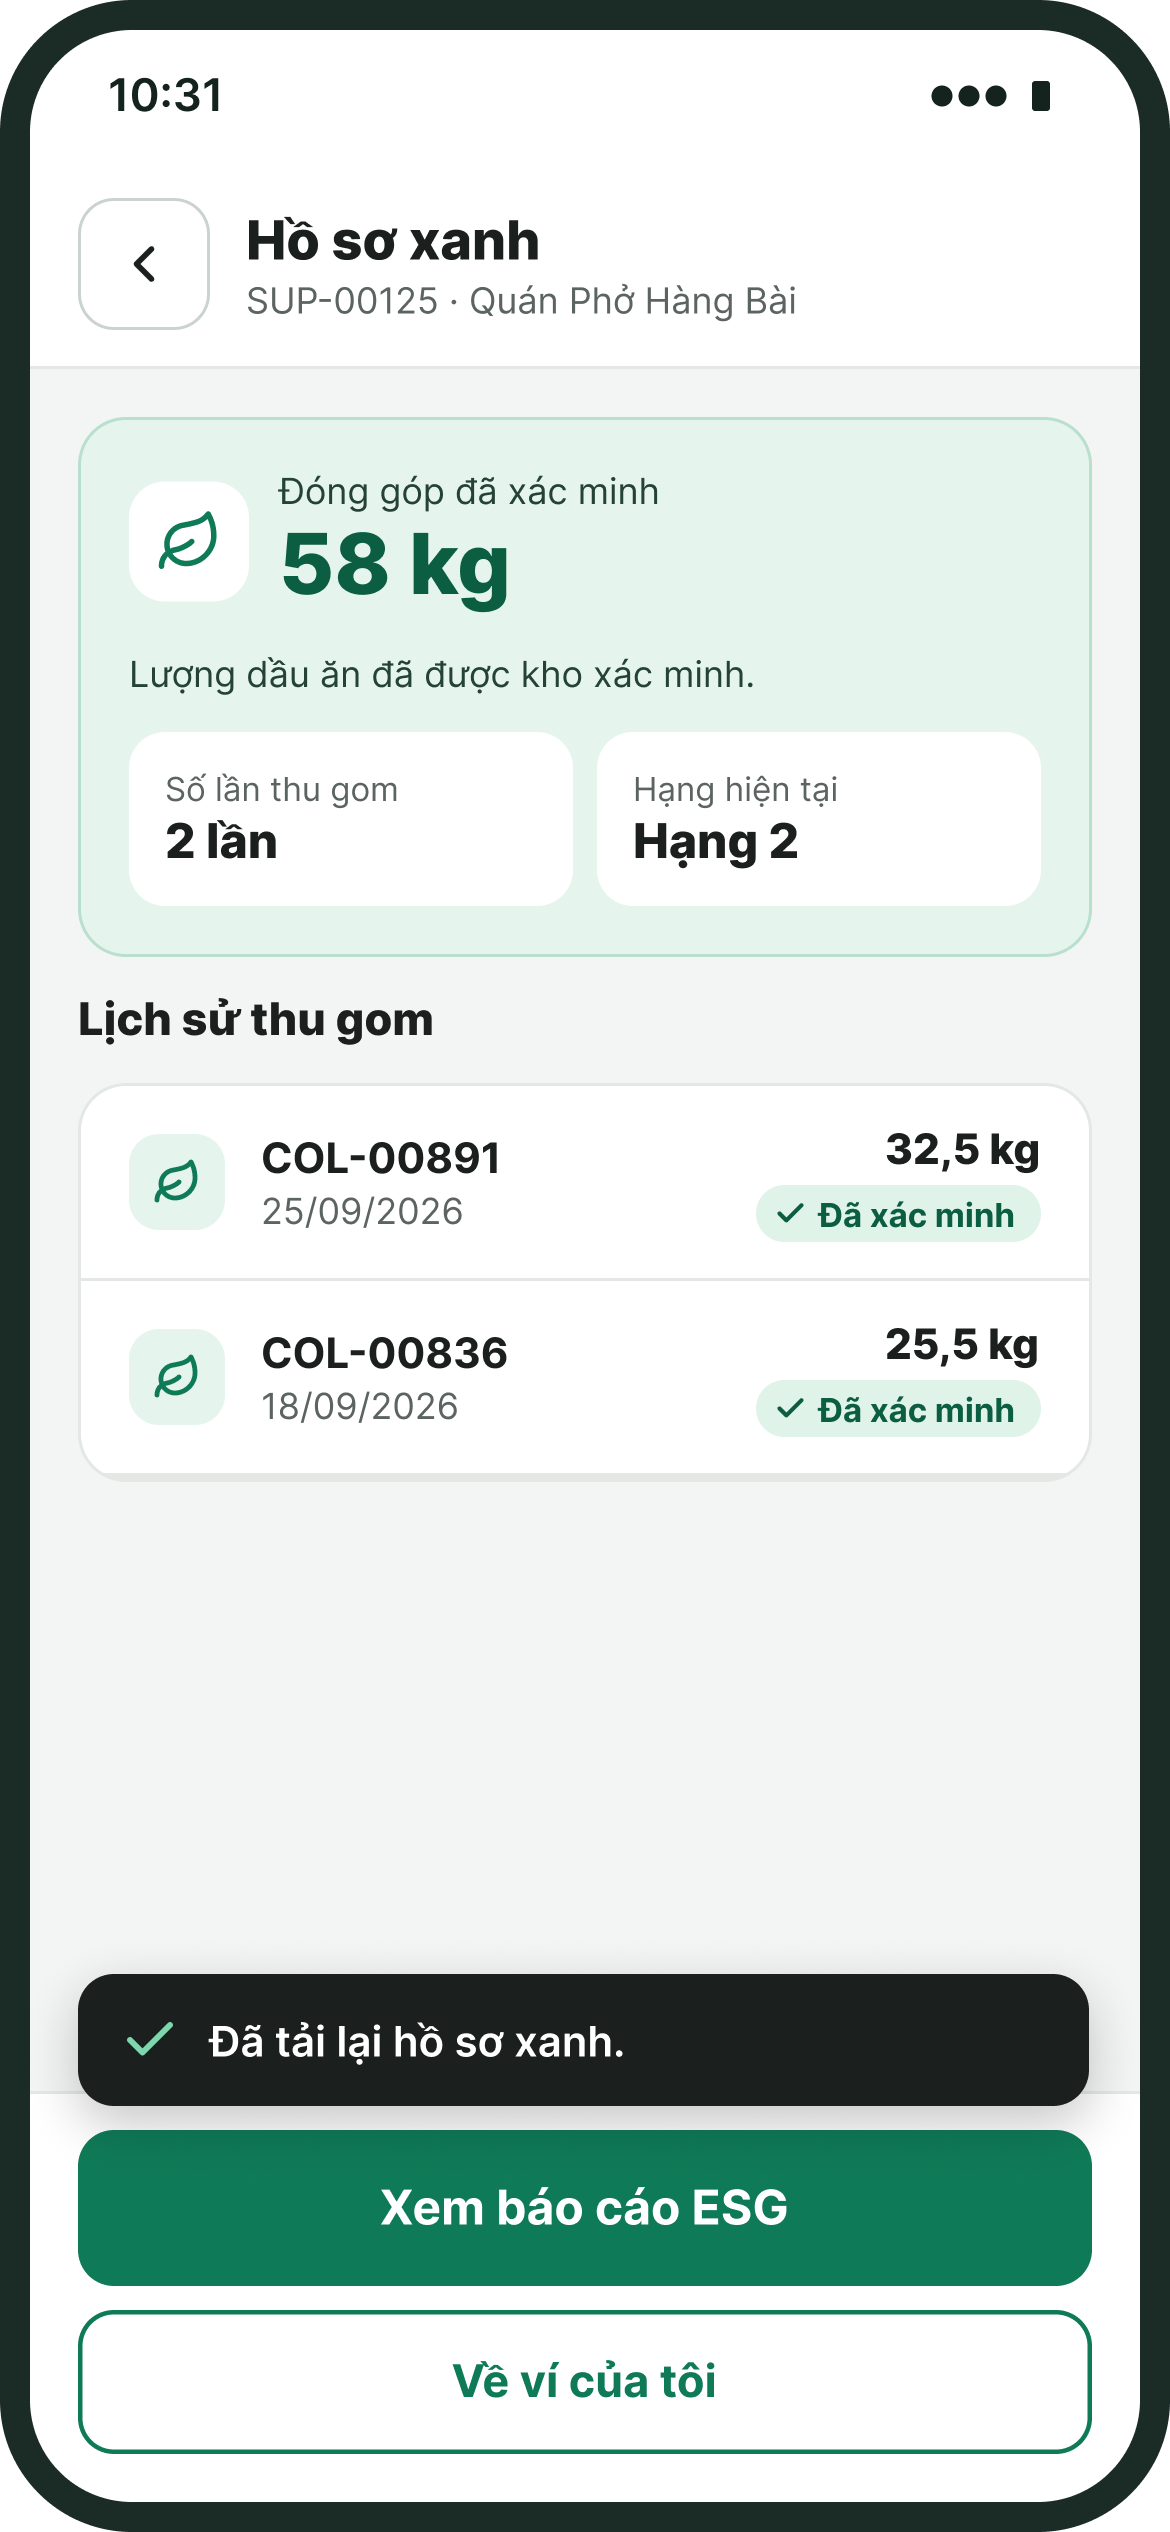 10:31
Hồ sơ xanh
SUP-00125 · Quán Phở Hàng Bài
Đóng góp đã xác minh
58 kg
Lượng dầu ăn đã được kho xác minh.
Số lần thu gom
2 lần
Hạng hiện tại
Hạng 2
Lịch sử thu gom
COL-00891
32,5 kg
25/09/2026
Đã xác minh
COL-00836
25,5 kg
18/09/2026
Đã xác minh
Đã tải lại hồ sơ xanh.
Xem báo cáo ESG
Về ví của tôi